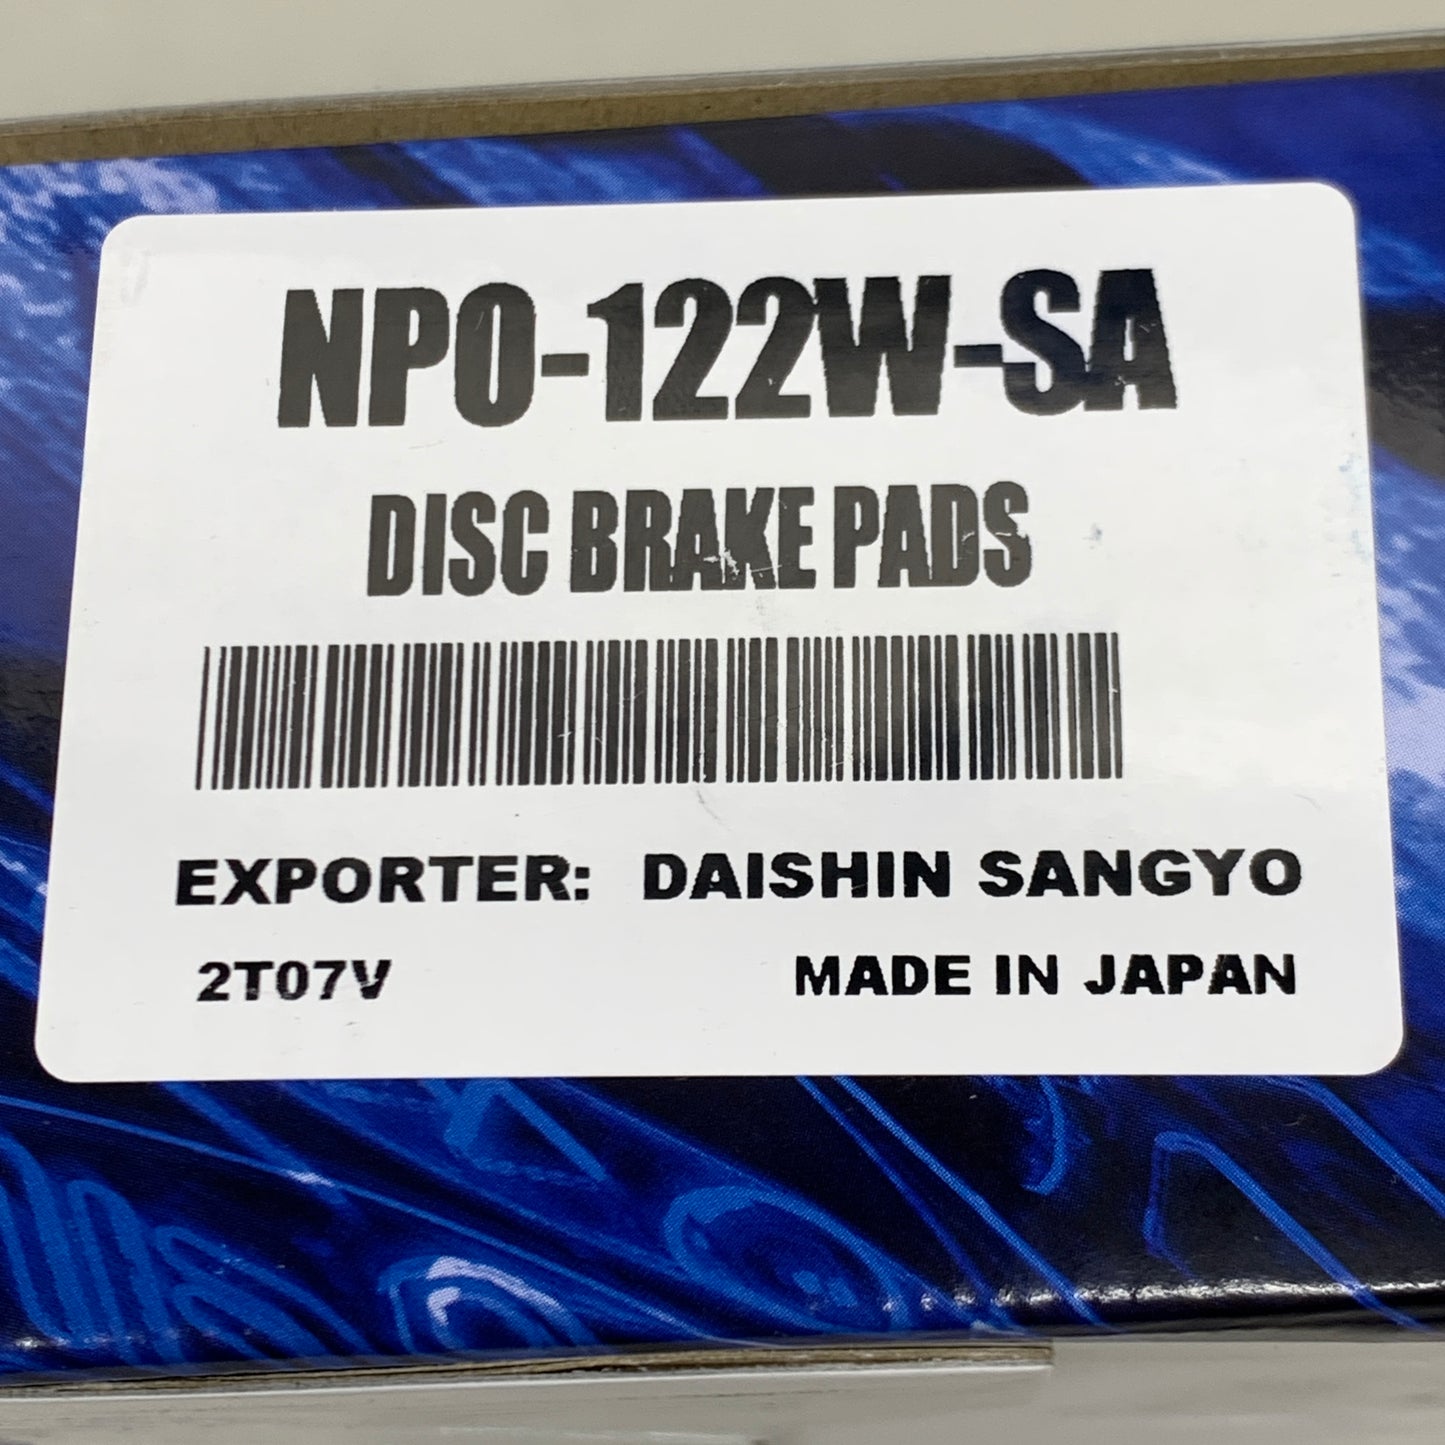 NPO-122W-SA
DISC BRAKE PADS
EXPORTER: DAISHIN SANGYO
2T07V MADE IN JAPAN